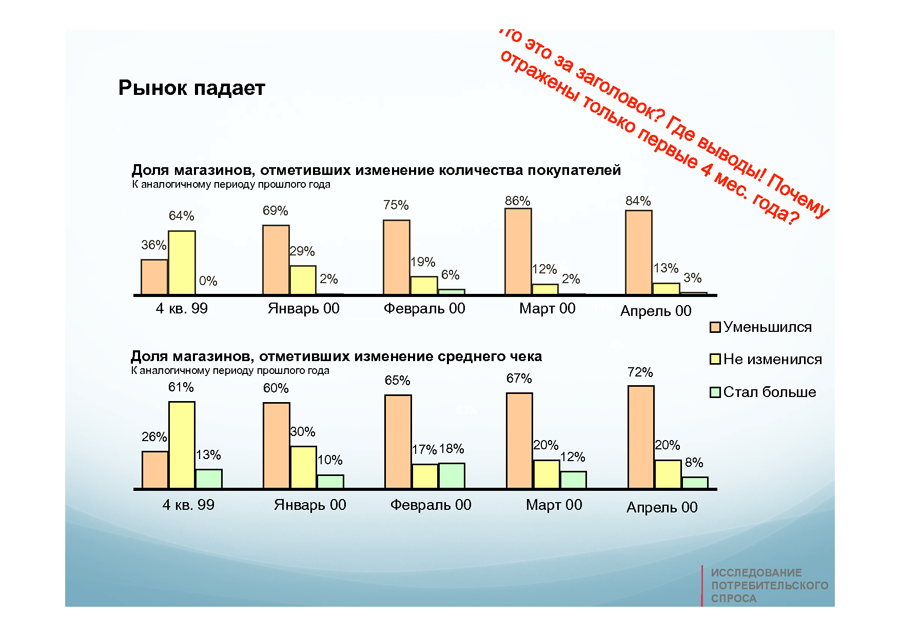 то это за заголовок? Где выводы! Почему
отражены только первые 4 мес. года?
Рынок падает
Доля магазинов, отметивших изменение количества покупателей
К аналогичному периоду прошлого года
36% 64% 0% 69% 29% 2% 75% 19% 6% 86% 12% 2% 84% 13% 3%
4 кв. 99 Январь 00 Февраль 00 Март 00 Апрель 00
Уменьшился
Не изменился
Стал больше
Доля магазинов, отметивших изменение среднего чека
К аналогичному периоду прошлого года
26% 61% 13% 60% 30% 10% 65% 17% 18% 67% 20% 12% 72% 20% 8%
4 кв. 99 Январь 00 Февраль 00 Март 00 Апрель 00
ИССЛЕДОВАНИЕ
ПОТРЕБИТЕЛЬСКОГО
СПРОСА